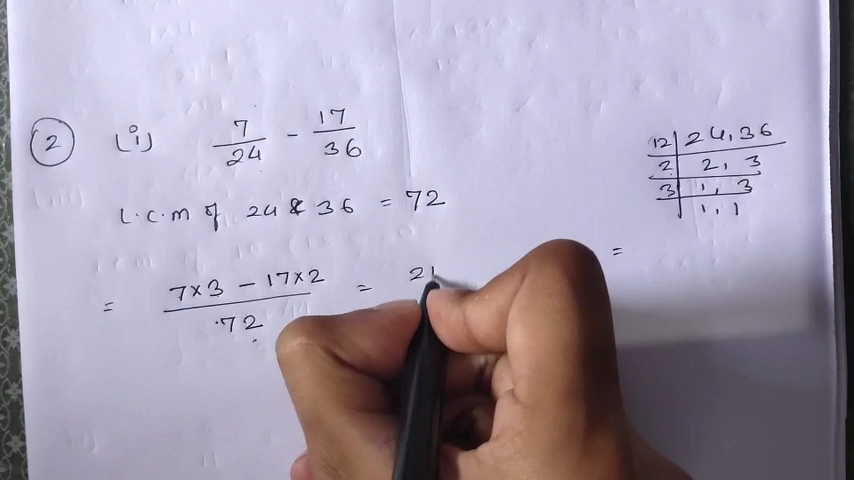 2 (i) 7/24 - 17/36
L.C.M of 24 & 36 = 72
= 7×3 - 17×2 / 72 = 21
12 | 24, 36
2 | 2, 3
3 | 1, 3
1, 1
=